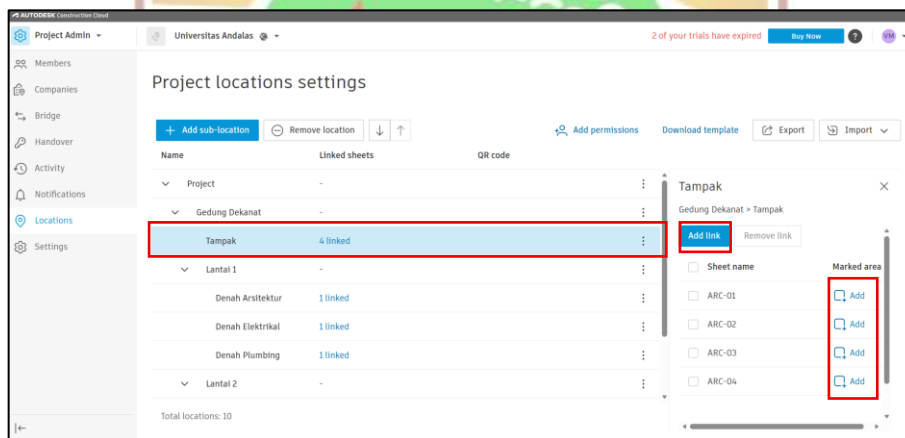 AUTODESK Construction Cloud
Project Admin
Universitas Andalas
2 of your trials have expired
Buy Now
?
VM
Members
Companies
Bridge
Handover
Activity
Notifications
Locations
Settings
Project locations settings
+ Add sub-location
Remove location
Add permissions
Download template
Export
Import
Name Linked sheets QR code
Project -
Gedung Dekanat -
Tampak 4 linked
Lantai 1 -
Denah Arsitektur 1 linked
Denah Elektrikal 1 linked
Denah Plumbing 1 linked
Lantai 2 -
Total locations: 10
Tampak
Gedung Dekanat > Tampak
Add link Remove link
Sheet name Marked area
ARC-01 Add
ARC-02 Add
ARC-03 Add
ARC-04 Add